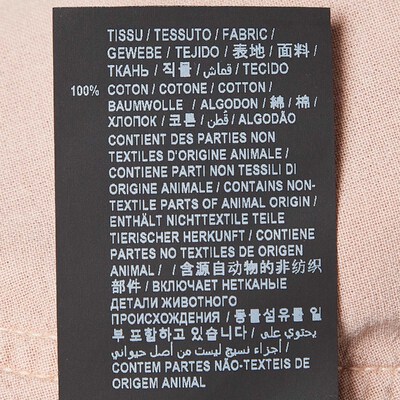 TISSU / TESSUTO / FABRIC /
GEWEBE / TEJIDO / 表地 / 面料 /
ТКАНЬ / 직물 / قماش / TECIDO
100% COTON / COTONE / COTTON /
BAUMWOLLE / ALGODON / 綿 / 棉 /
ХЛОПОК / 코튼 / قطن / ALGODÃO
CONTIENT DES PARTIES NON
TEXTILES D'ORIGINE ANIMALE /
CONTIENE PARTI NON TESSILI DI
ORIGINE ANIMALE / CONTAINS NON-
TEXTILE PARTS OF ANIMAL ORIGIN /
ENTHÄLT NICHTTEXTILE TEILE
TIERISCHER HERKUNFT / CONTIENE
PARTES NO TEXTILES DE ORIGEN
ANIMAL / / 含源自动物的非纺织
部件 / ВКЛЮЧАЕТ НЕТКАНЫЕ
ДЕТАЛИ ЖИВОТНОГО
ПРОИСХОЖДЕНИЯ / 동물섬유를 일
부 포함하고 있습니다 / يحتوي على
أجزاء نسيج ليست من أصل حيواني /
CONTEM PARTES NÃO-TEXTEIS DE
ORIGEM ANIMAL